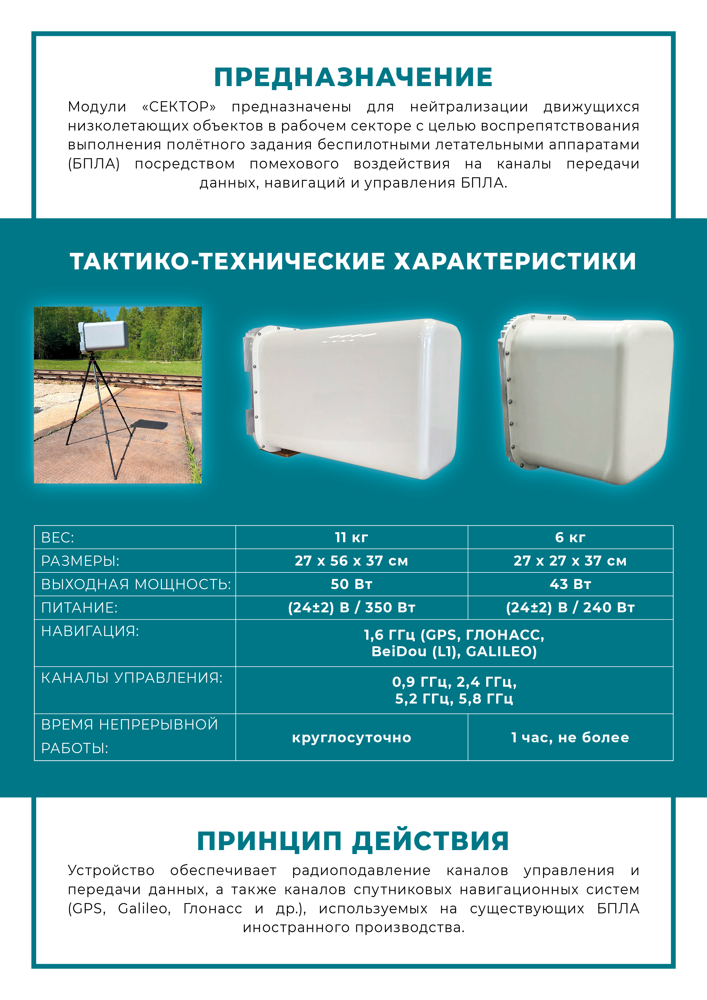 ПРЕДНАЗНАЧЕНИЕ
Модули «СЕКТОР» предназначены для нейтрализации движущихся
низколетающих объектов в рабочем секторе с целью воспрепятствования
выполнения полётного задания беспилотными летательными аппаратами
(БПЛА) посредством помехового воздействия на каналы передачи
данных, навигаций и управления БПЛА.
ТАКТИКО-ТЕХНИЧЕСКИЕ ХАРАКТЕРИСТИКИ
ВЕС: 11 кг 6 кг
РАЗМЕРЫ: 27 х 56 х 37 см 27 х 27 х 37 см
ВЫХОДНАЯ МОЩНОСТЬ: 50 Вт 43 Вт
ПИТАНИЕ: (24±2) В / 350 Вт (24±2) В / 240 Вт
НАВИГАЦИЯ: 1,6 ГГц (GPS, ГЛОНАСС,
BeiDou (L1), GALILEO)
КАНАЛЫ УПРАВЛЕНИЯ: 0,9 ГГц, 2,4 ГГц,
5,2 ГГц, 5,8 ГГц
ВРЕМЯ НЕПРЕРЫВНОЙ
РАБОТЫ: круглосуточно 1 час, не более
ПРИНЦИП ДЕЙСТВИЯ
Устройство обеспечивает радиоподавление каналов управления и
передачи данных, а также каналов спутниковых навигационных систем
(GPS, Galileo, Глонасс и др.), используемых на существующих БПЛА
иностранного производства.